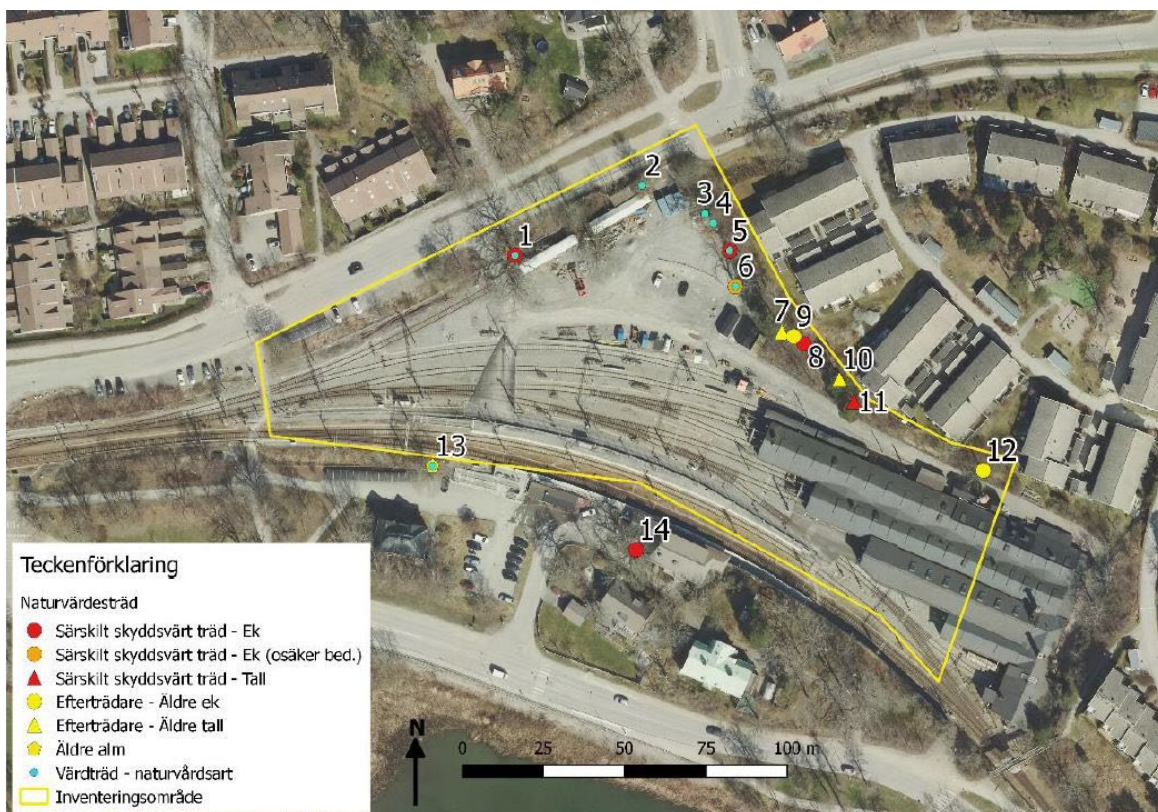 1
2
3
4
5
6
7
9
8
10
11
12
13
14
Teckenförklaring
Naturvärdesträd
Särskilt skyddsvärt träd - Ek
Särskilt skyddsvärt träd - Ek (osäker bed.)
Särskilt skyddsvärt träd - Tall
Efterträdare - Äldre ek
Efterträdare - Äldre tall
Äldre alm
Värdträd - naturvårdsart
Inventeringsområde
N
0 25 50 75 100 m